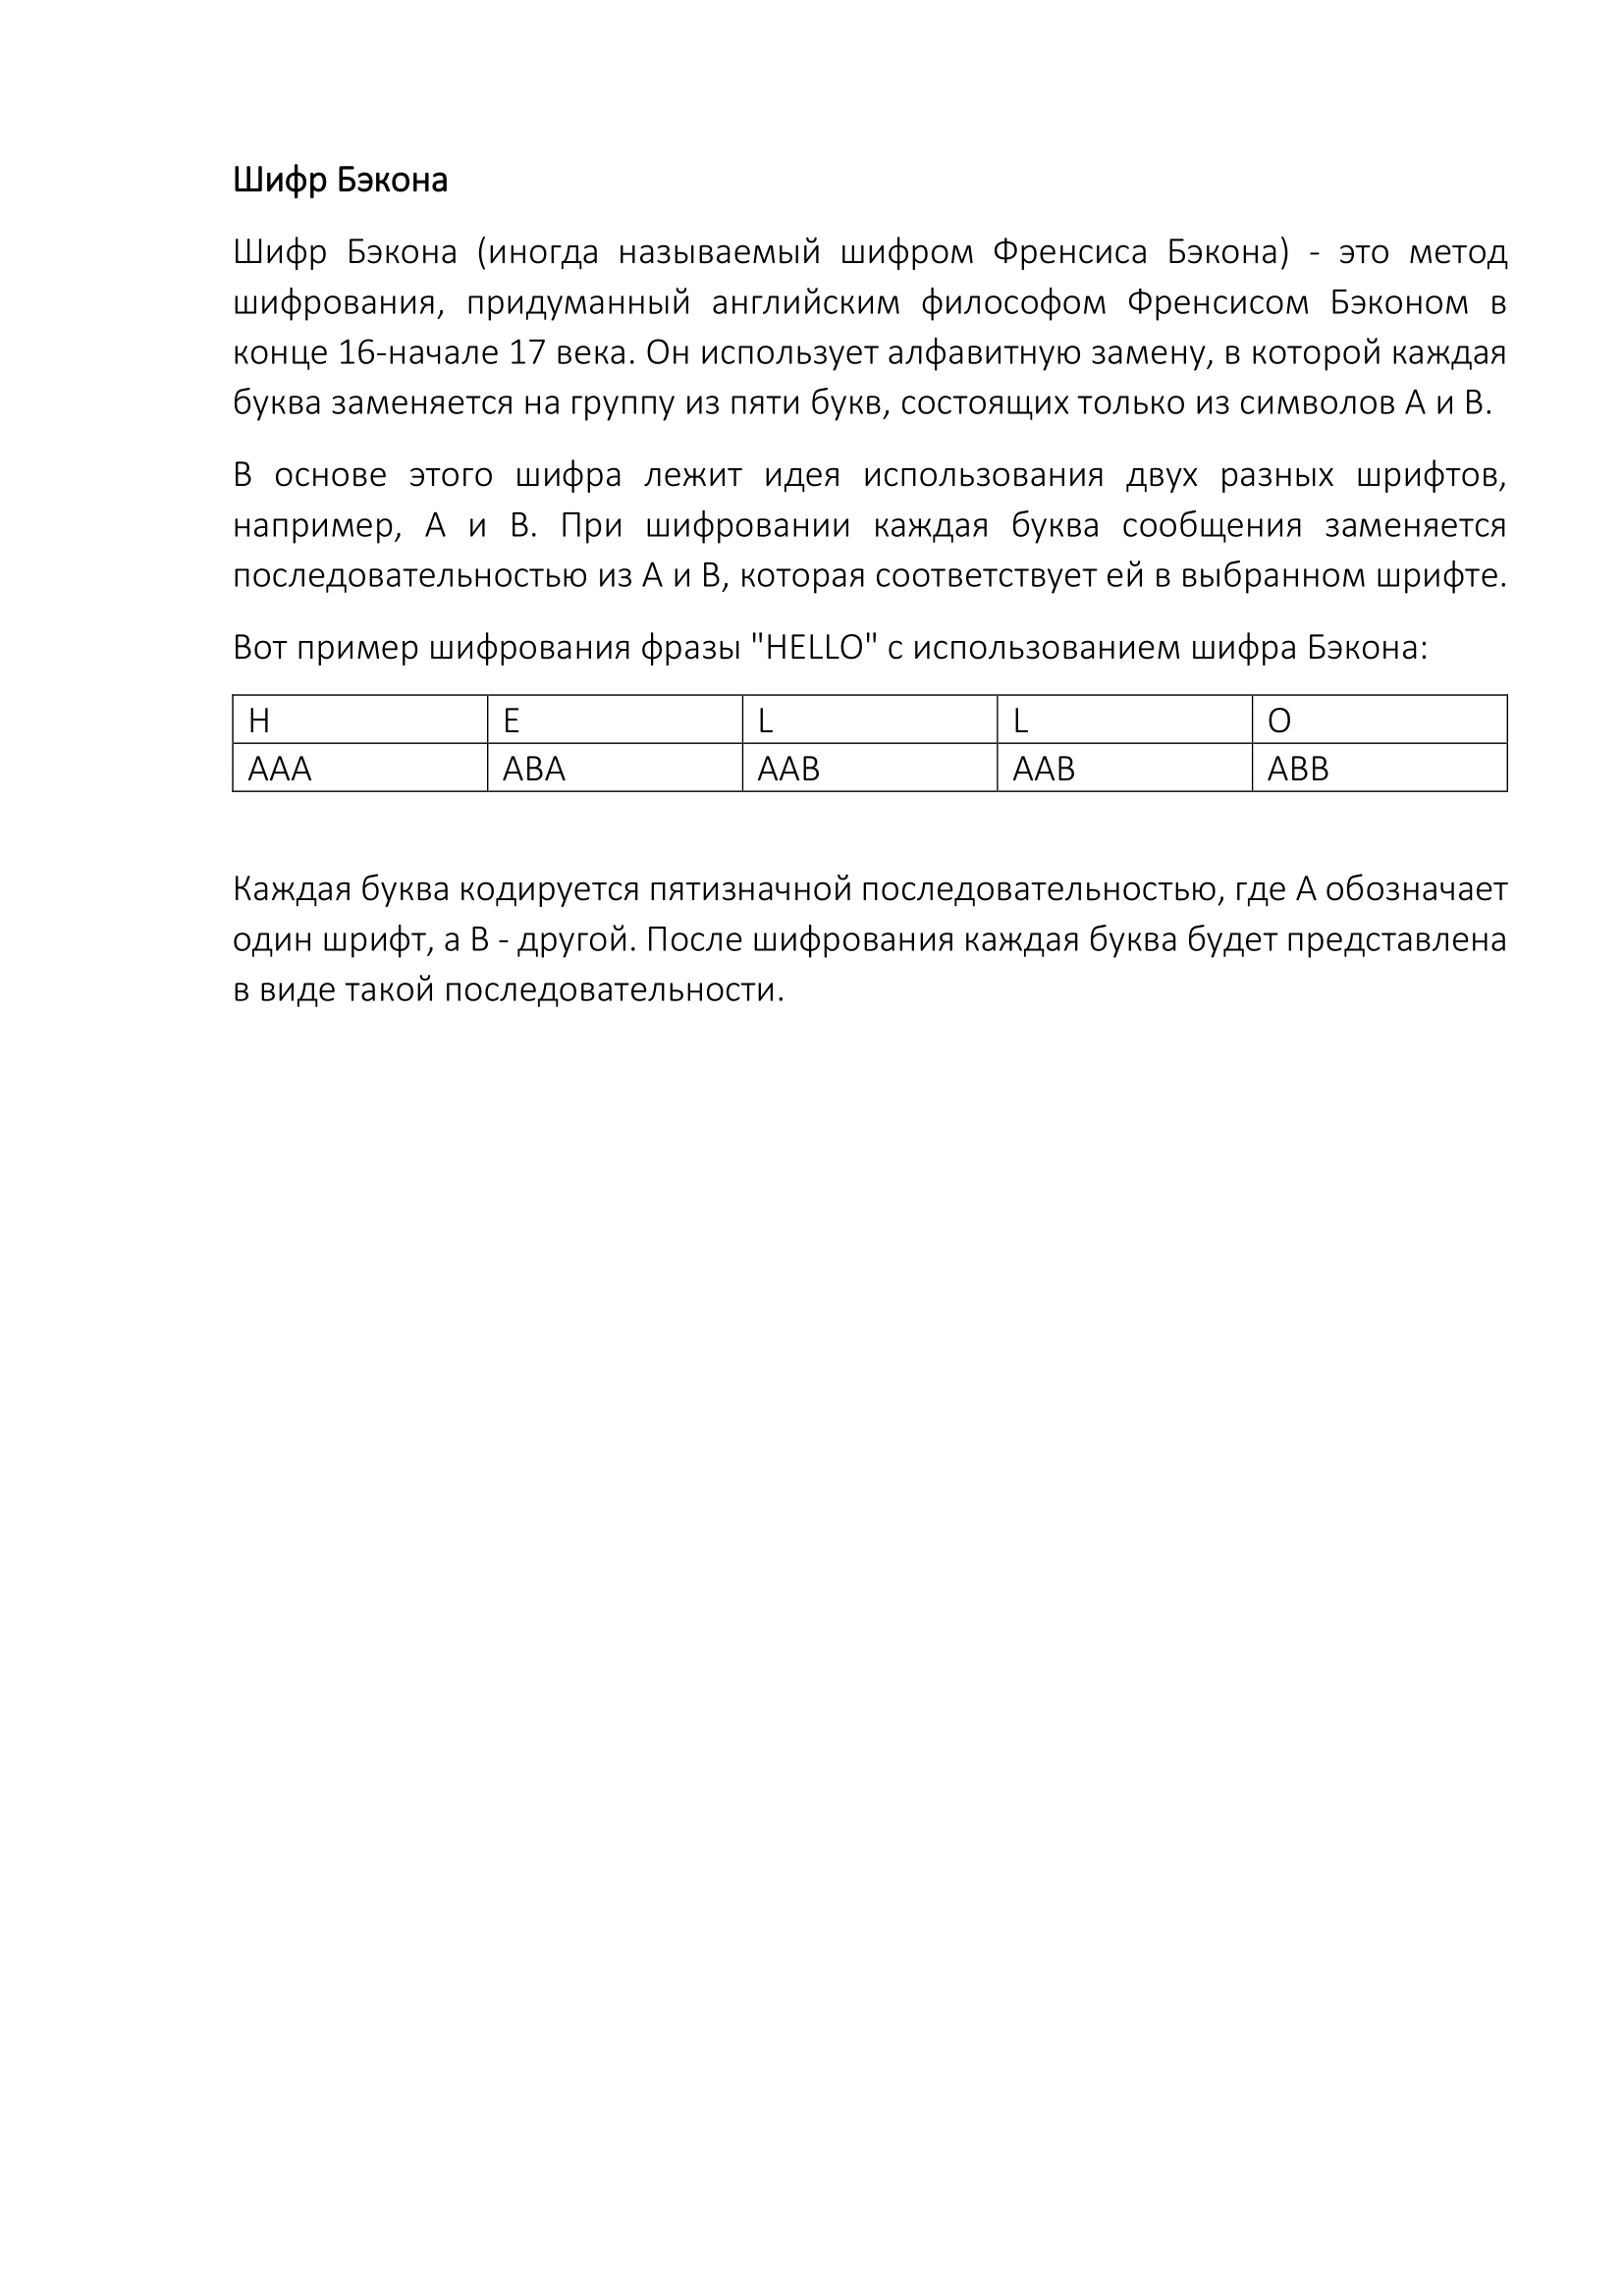 Шифр Бэкона
Шифр Бэкона (иногда называемый шифром Френсиса Бэкона) - это метод
шифрования, придуманный английским философом Френсисом Бэконом в
конце 16-начале 17 века. Он использует алфавитную замену, в которой каждая
буква заменяется на группу из пяти букв, состоящих только из символов A и B.
В основе этого шифра лежит идея использования двух разных шрифтов,
например, A и B. При шифровании каждая буква сообщения заменяется
последовательностью из A и B, которая соответствует ей в выбранном шрифте.
Вот пример шифрования фразы "HELLO" с использованием шифра Бэкона:
H E L L O
AAA ABA AAB AAB ABB
Каждая буква кодируется пятизначной последовательностью, где A обозначает
один шрифт, а B - другой. После шифрования каждая буква будет представлена
в виде такой последовательности.